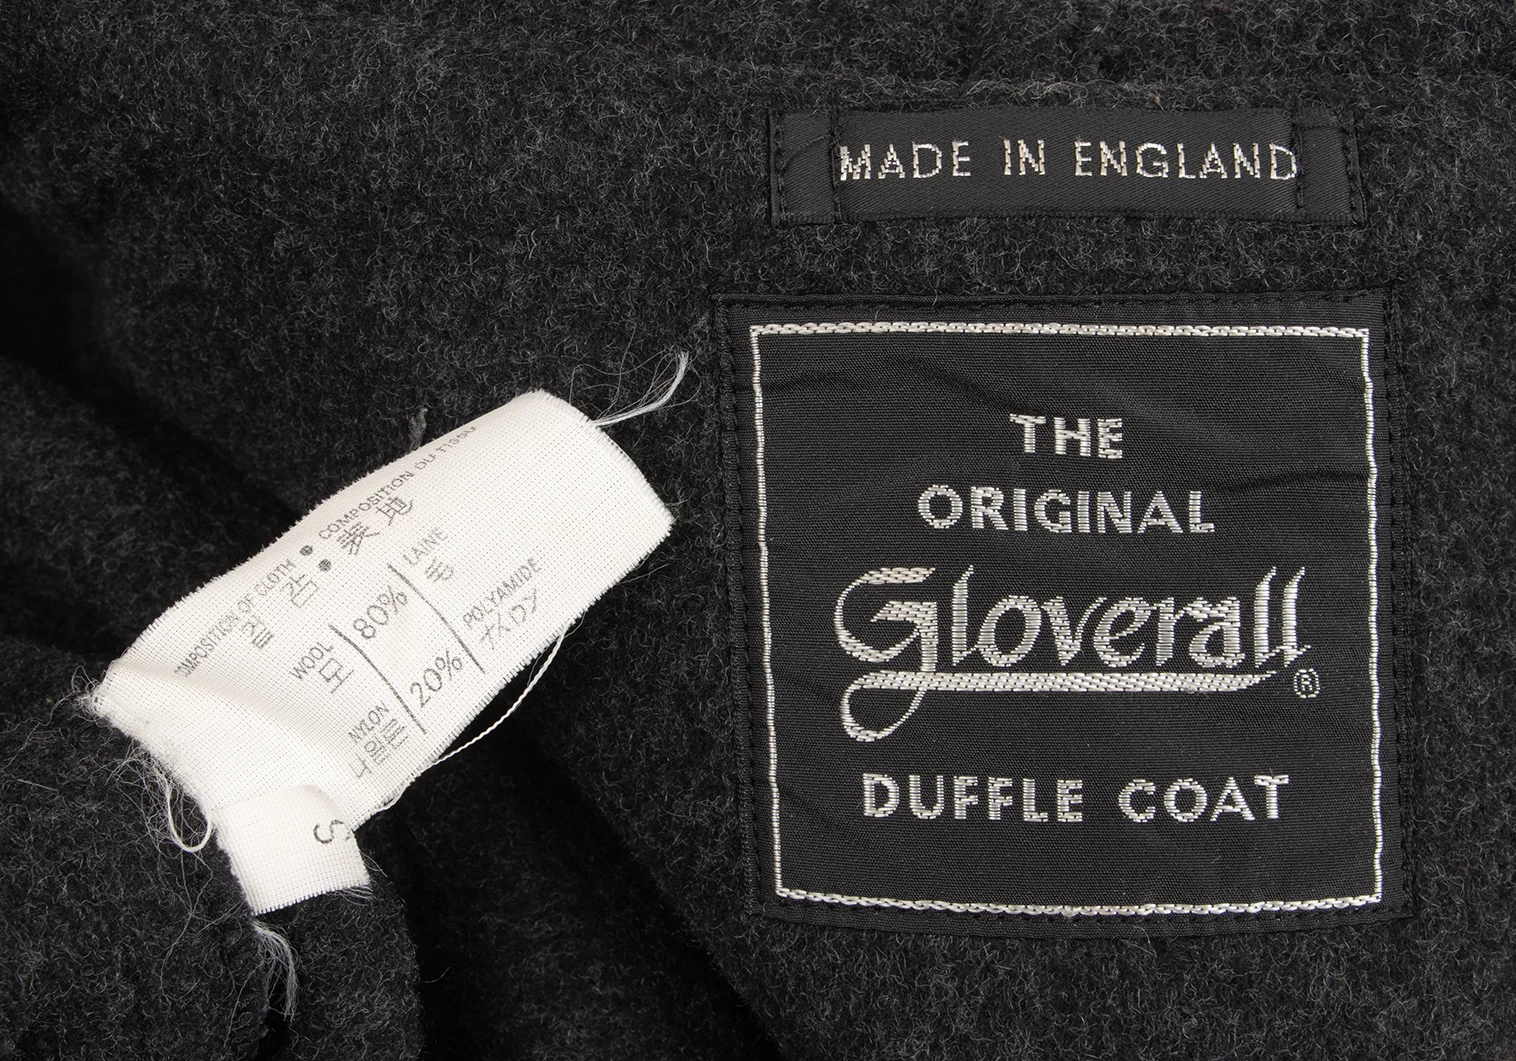 MADE IN ENGLAND
THE
ORIGINAL
Gloverall
®
DUFFLE COAT
COMPOSITION OF CLOTH • COMPOSITION DU TISSU
겉감 • 表地
WOOL 80% LAINE
모 毛
NYLON 20% POLYAMIDE
나일론 ナイロン
S